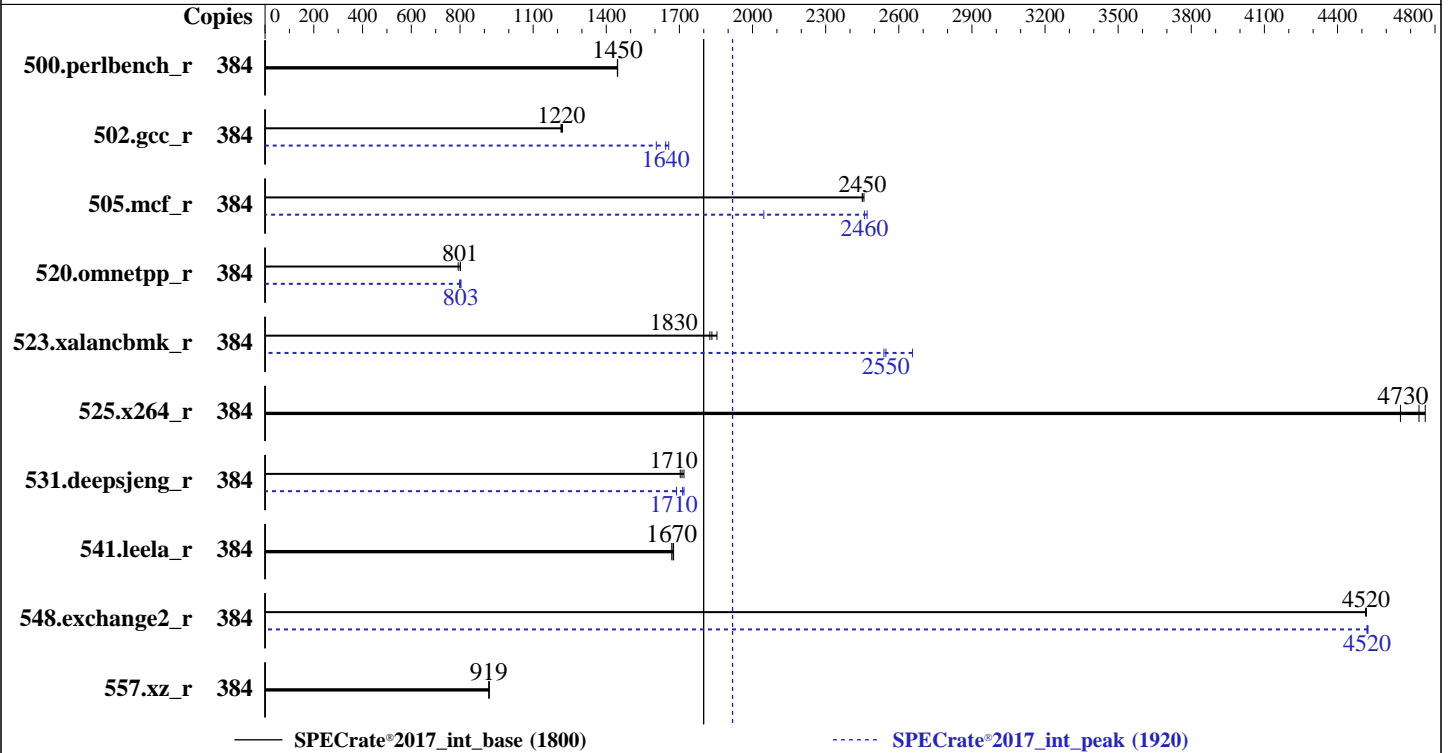 Copies 0 200 400 600 800 1100 1400 1700 2000 2300 2600 2900 3200 3500 3800 4100 4400 4800
1450
500.perlbench_r 384
1220
502.gcc_r 384
1640
2450
505.mcf_r 384
2460
801
520.omnetpp_r 384
803
1830
523.xalancbmk_r 384
2550
4730
525.x264_r 384
1710
531.deepsjeng_r 384
1710
1670
541.leela_r 384
4520
548.exchange2_r 384
4520
919
557.xz_r 384
SPECrate®2017_int_base (1800) SPECrate®2017_int_peak (1920)